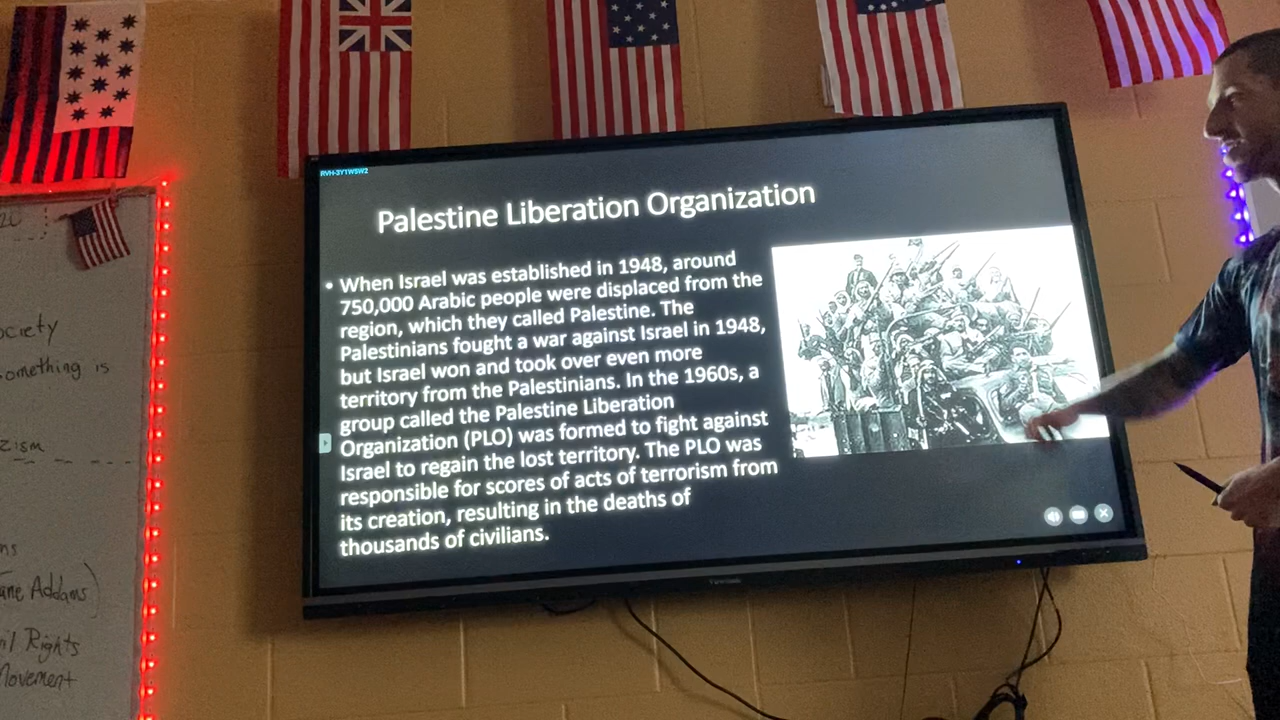 RVH-3Y1W5W2
Palestine Liberation Organization
• When Israel was established in 1948, around
750,000 Arabic people were displaced from the
region, which they called Palestine. The
Palestinians fought a war against Israel in 1948,
but Israel won and took over even more
territory from the Palestinians. In the 1960s, a
group called the Palestine Liberation
Organization (PLO) was formed to fight against
Israel to regain the lost territory. The PLO was
responsible for scores of acts of terrorism from
its creation, resulting in the deaths of
thousands of civilians.
ViewSonic
ociety
omething is
zism
ns
ane Addams)
il Rights
Movement